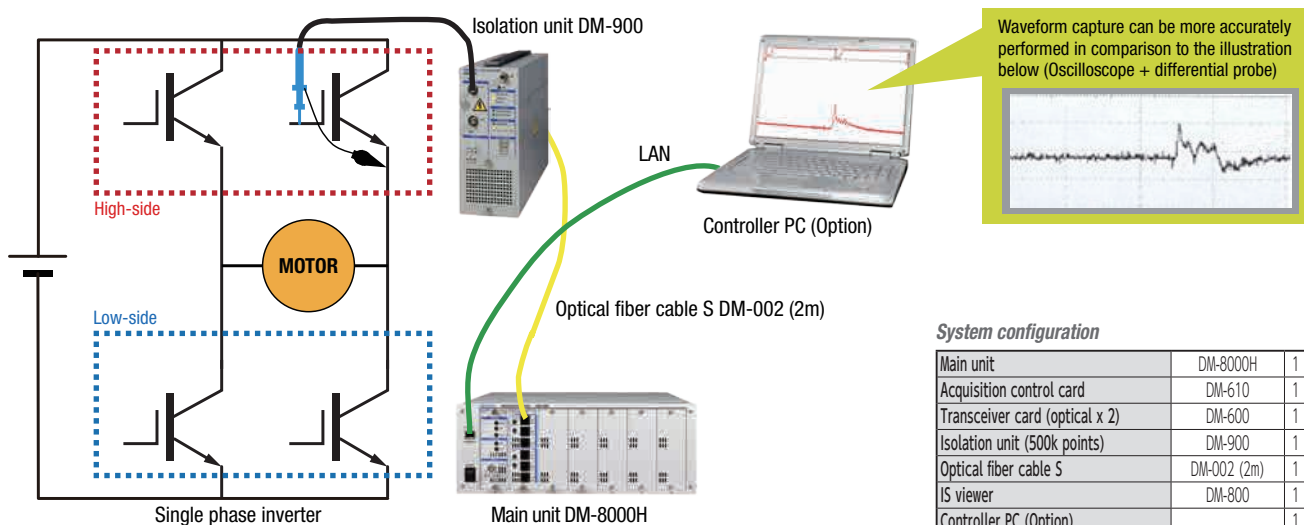 Isolation unit DM-900
Waveform capture can be more accurately
performed in comparison to the illustration
below (Oscilloscope + differential probe)
High-side
LAN
Controller PC (Option)
MOTOR
Low-side
Optical fiber cable S DM-002 (2m)
System configuration
Main unit DM-8000H 1
Acquisition control card DM-610 1
Transceiver card (optical x 2) DM-600 1
Isolation unit (500k points) DM-900 1
Optical fiber cable S DM-002 (2m) 1
IS viewer DM-800 1
Controller PC (Option) 1
Single phase inverter
Main unit DM-8000H